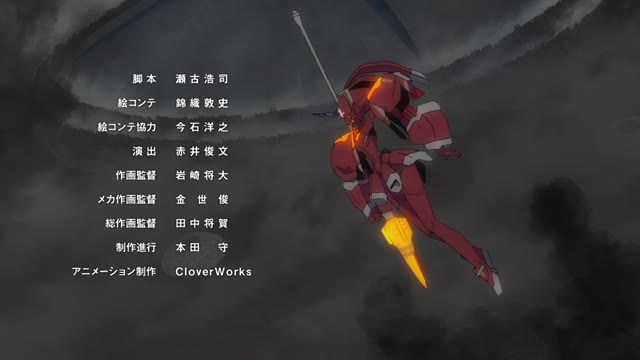 脚本 瀬古浩司
絵コンテ 錦織敦史
絵コンテ協力 今石洋之
演出 赤井俊文
作画監督 岩崎将大
メカ作画監督 金世俊
総作画監督 田中将賀
制作進行 本田守
アニメーション制作 CloverWorks